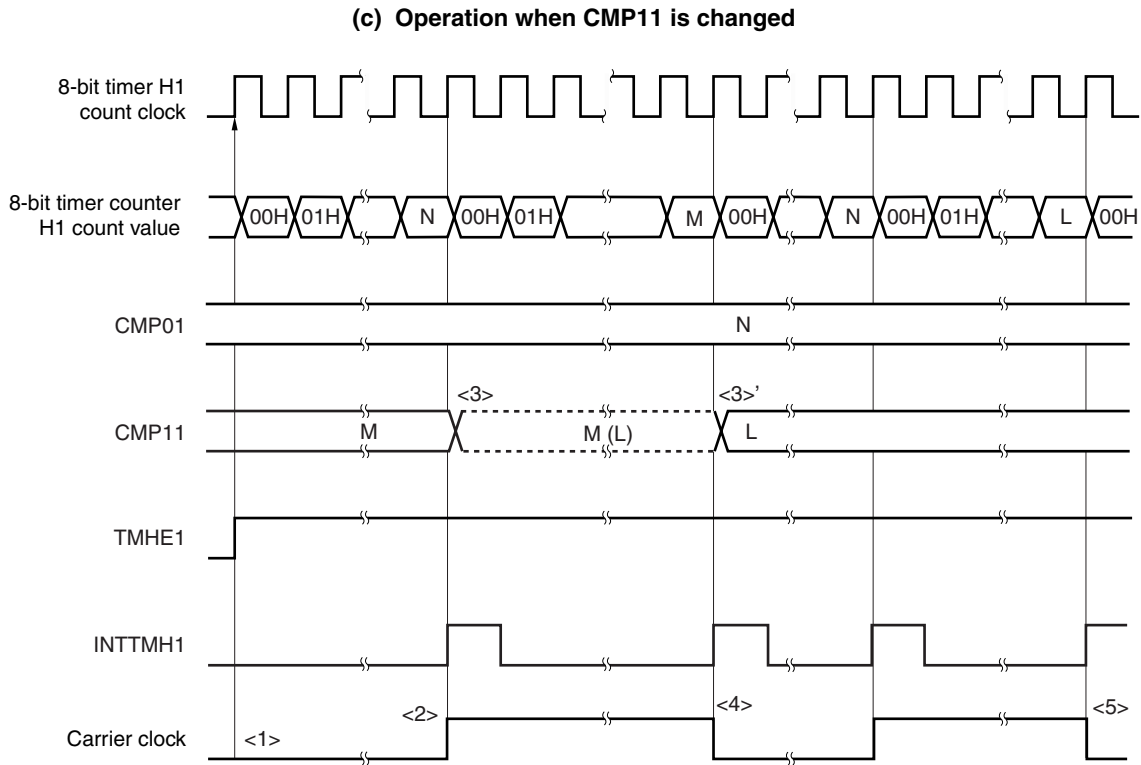 (c) Operation when CMP11 is changed
8-bit timer H1
count clock
8-bit timer counter
H1 count value
00H 01H N 00H 01H M 00H N 00H 01H L 00H
CMP01
N
<3> <3>’
CMP11
M M (L) L
TMHE1
INTTMH1
<2> <4> <5>
Carrier clock
<1>